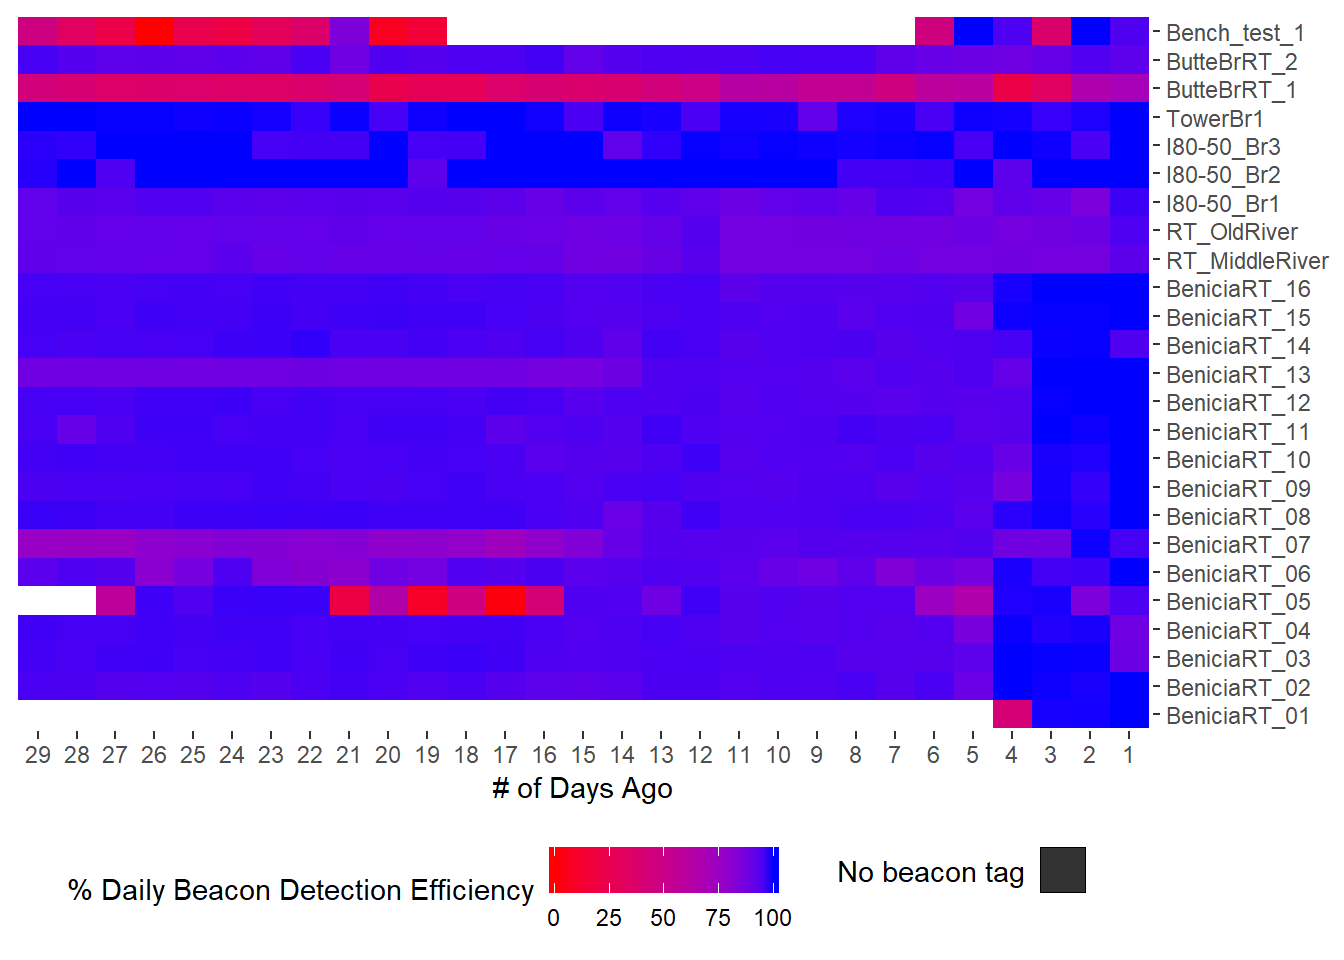 Bench_test_1
ButteBrRT_2
ButteBrRT_1
TowerBr1
I80-50_Br3
I80-50_Br2
I80-50_Br1
RT_OldRiver
RT_MiddleRiver
BeniciaRT_16
BeniciaRT_15
BeniciaRT_14
BeniciaRT_13
BeniciaRT_12
BeniciaRT_11
BeniciaRT_10
BeniciaRT_09
BeniciaRT_08
BeniciaRT_07
BeniciaRT_06
BeniciaRT_05
BeniciaRT_04
BeniciaRT_03
BeniciaRT_02
BeniciaRT_01
29 28 27 26 25 24 23 22 21 20 19 18 17 16 15 14 13 12 11 10 9 8 7 6 5 4 3 2 1
# of Days Ago
% Daily Beacon Detection Efficiency
0 25 50 75 100
No beacon tag